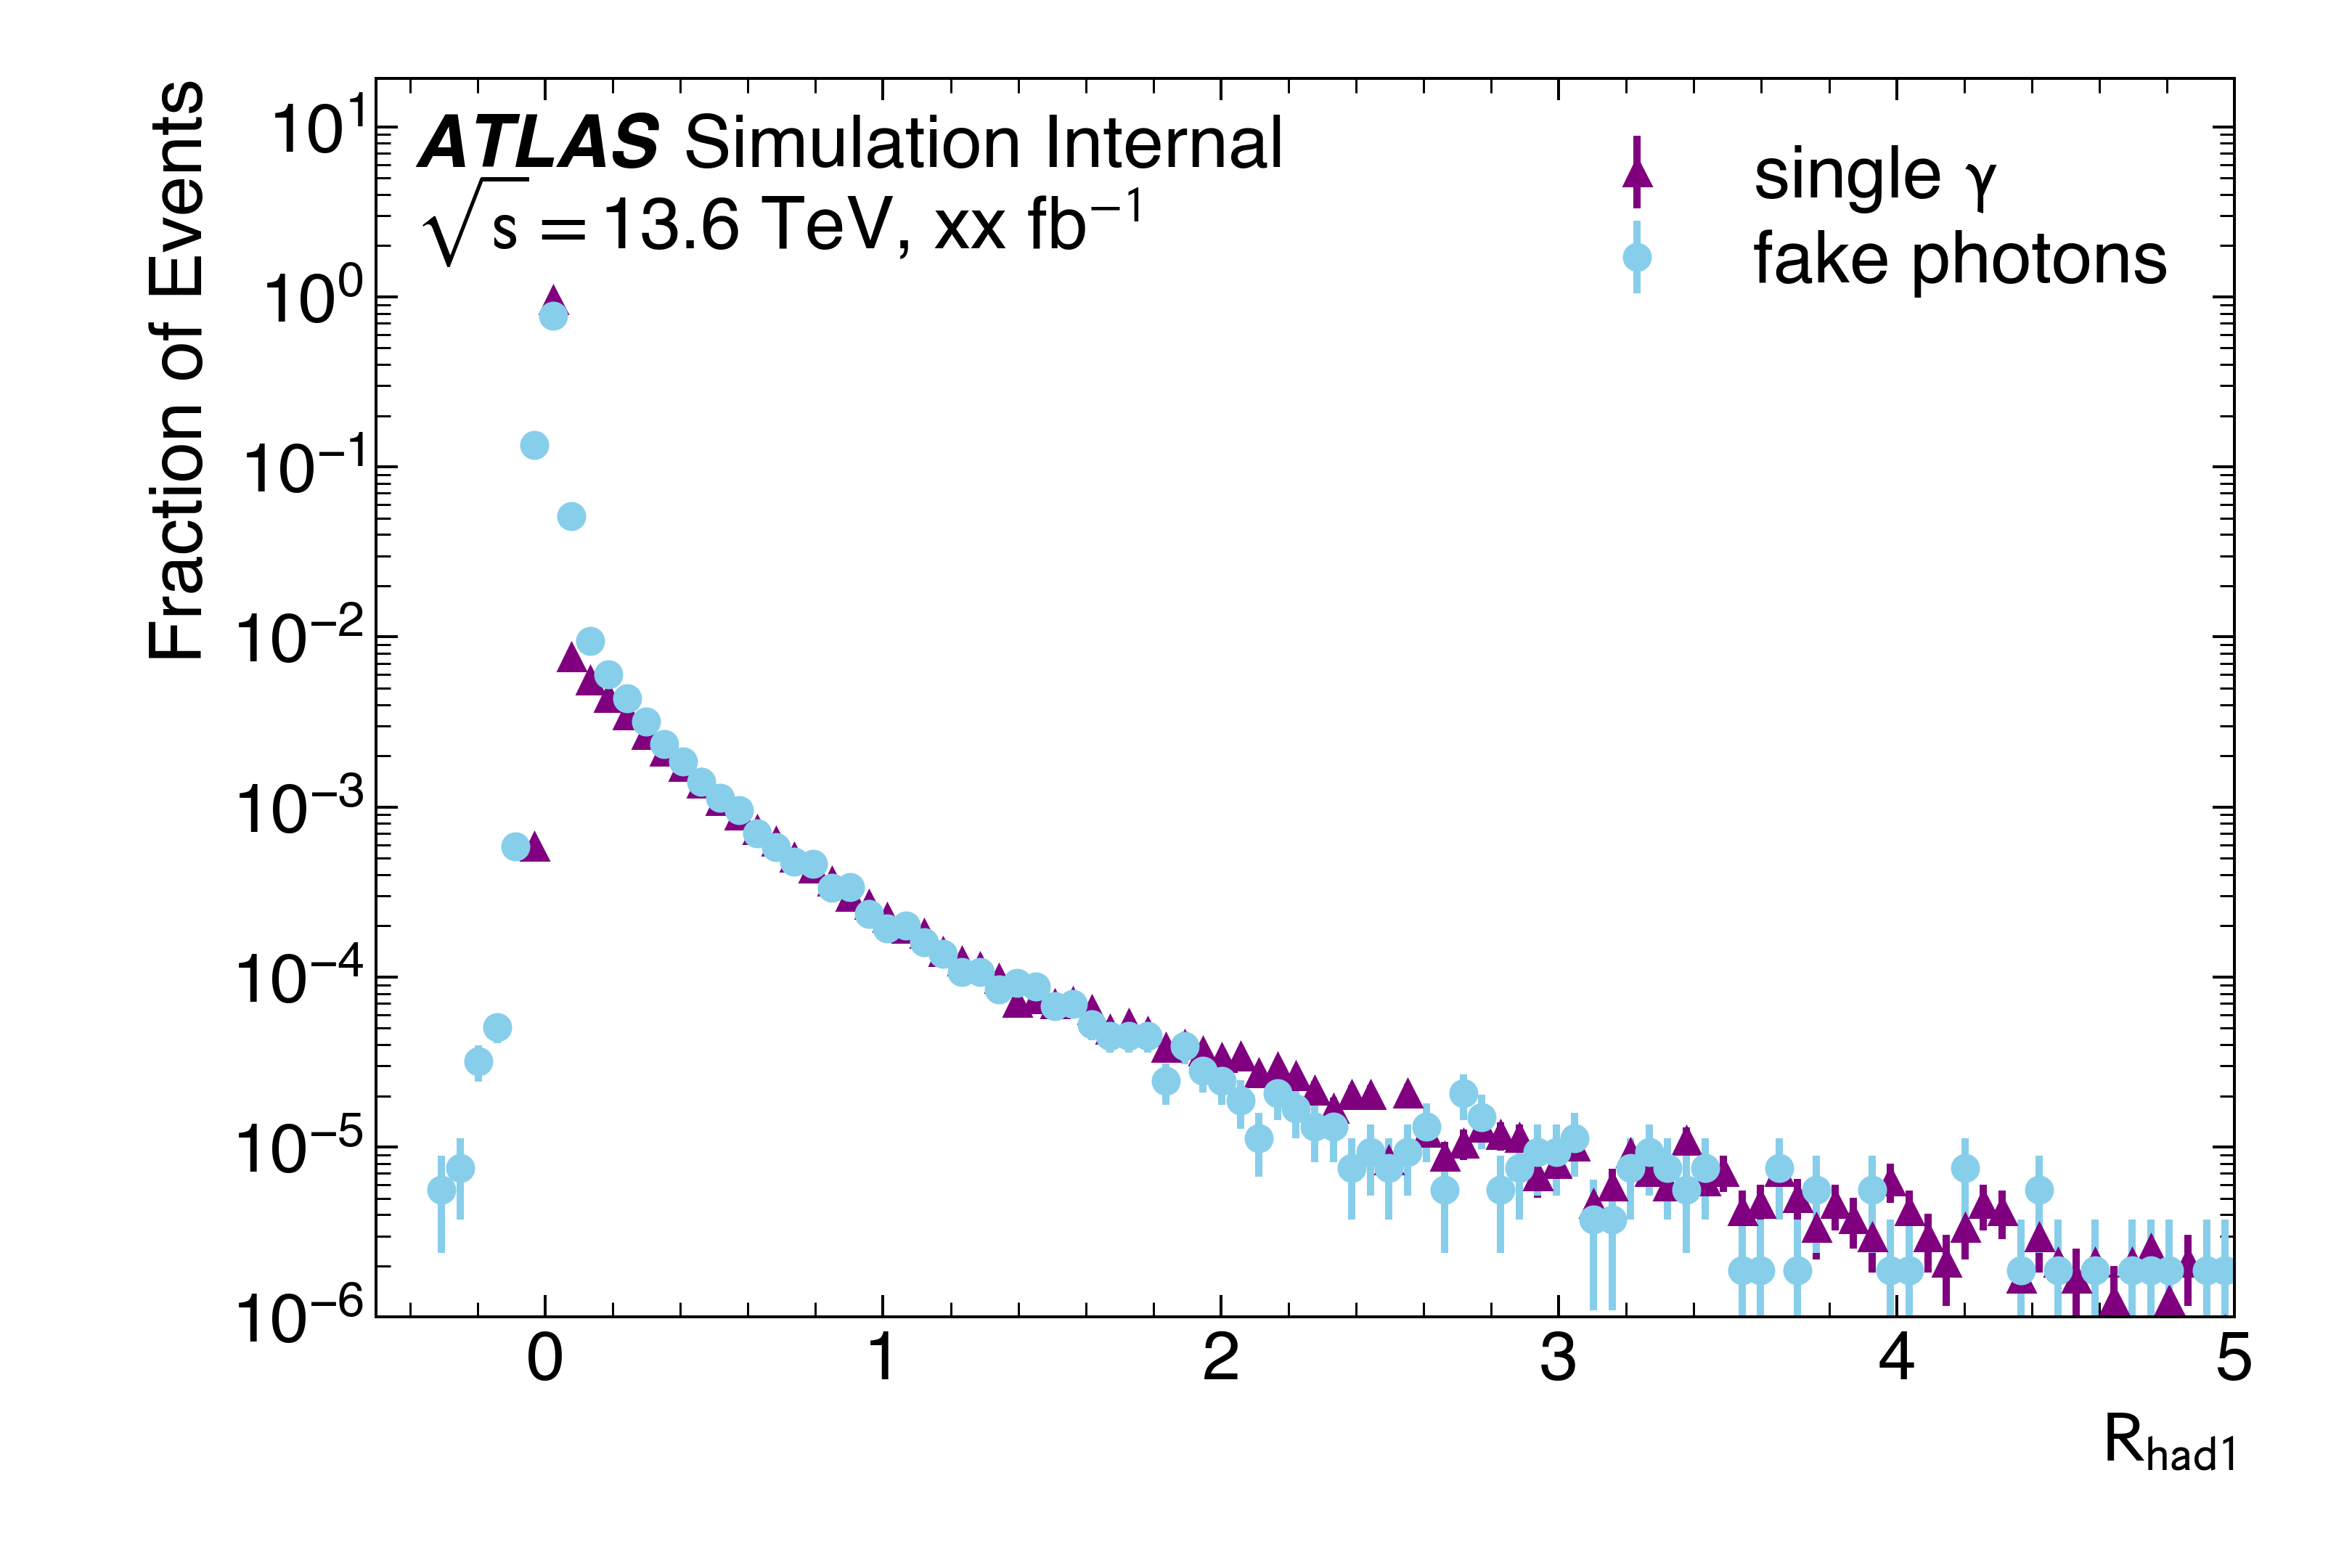 ATLAS Simulation Internal
√s = 13.6 TeV, xx fb⁻¹
single γ
fake photons
Fraction of Events
10¹
10⁰
10⁻¹
10⁻²
10⁻³
10⁻⁴
10⁻⁵
10⁻⁶
0 1 2 3 4 5
R_had1